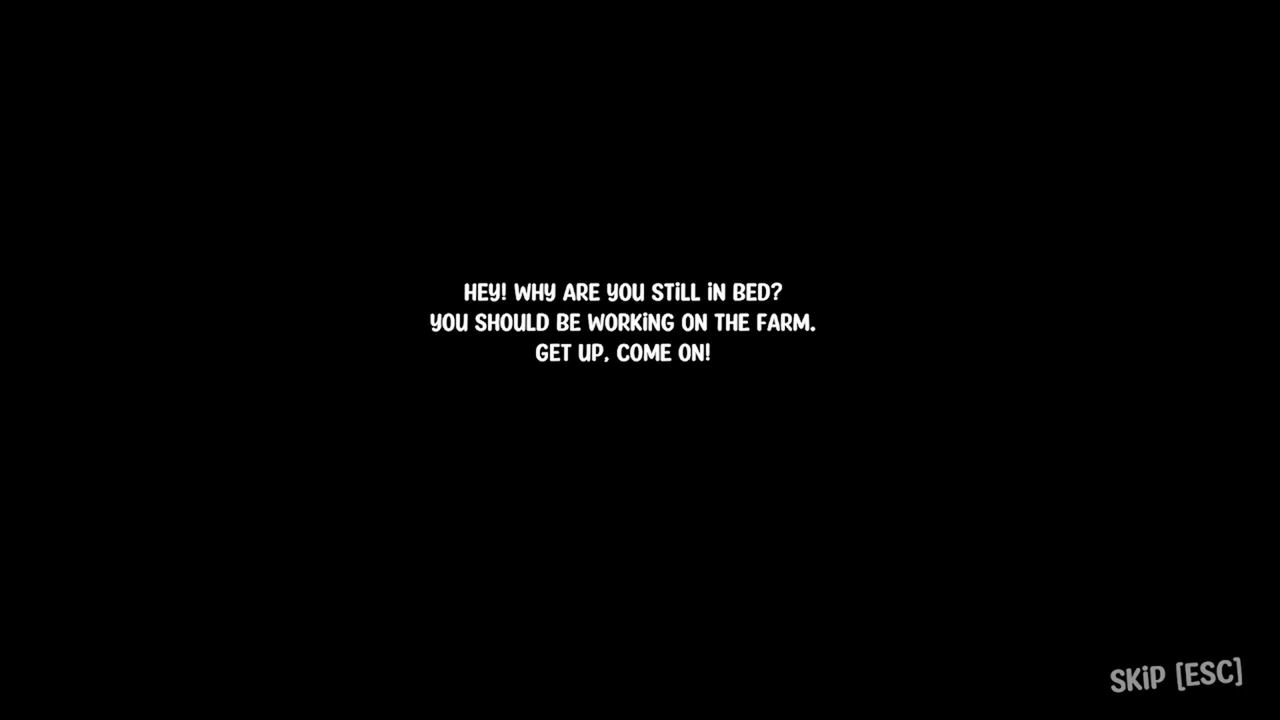 HEY! WHY ARE YOU STILL IN BED?
YOU SHOULD BE WORKING ON THE FARM.
GET UP, COME ON!
SKIP [ESC]